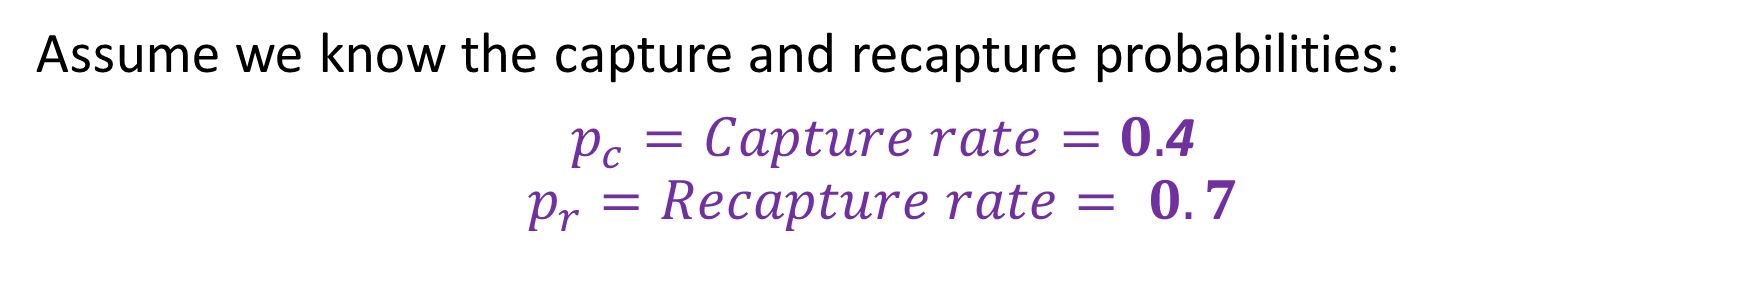 Assume we know the capture and recapture probabilities:
p_c = Capture rate = 0.4
p_r = Recapture rate = 0.7